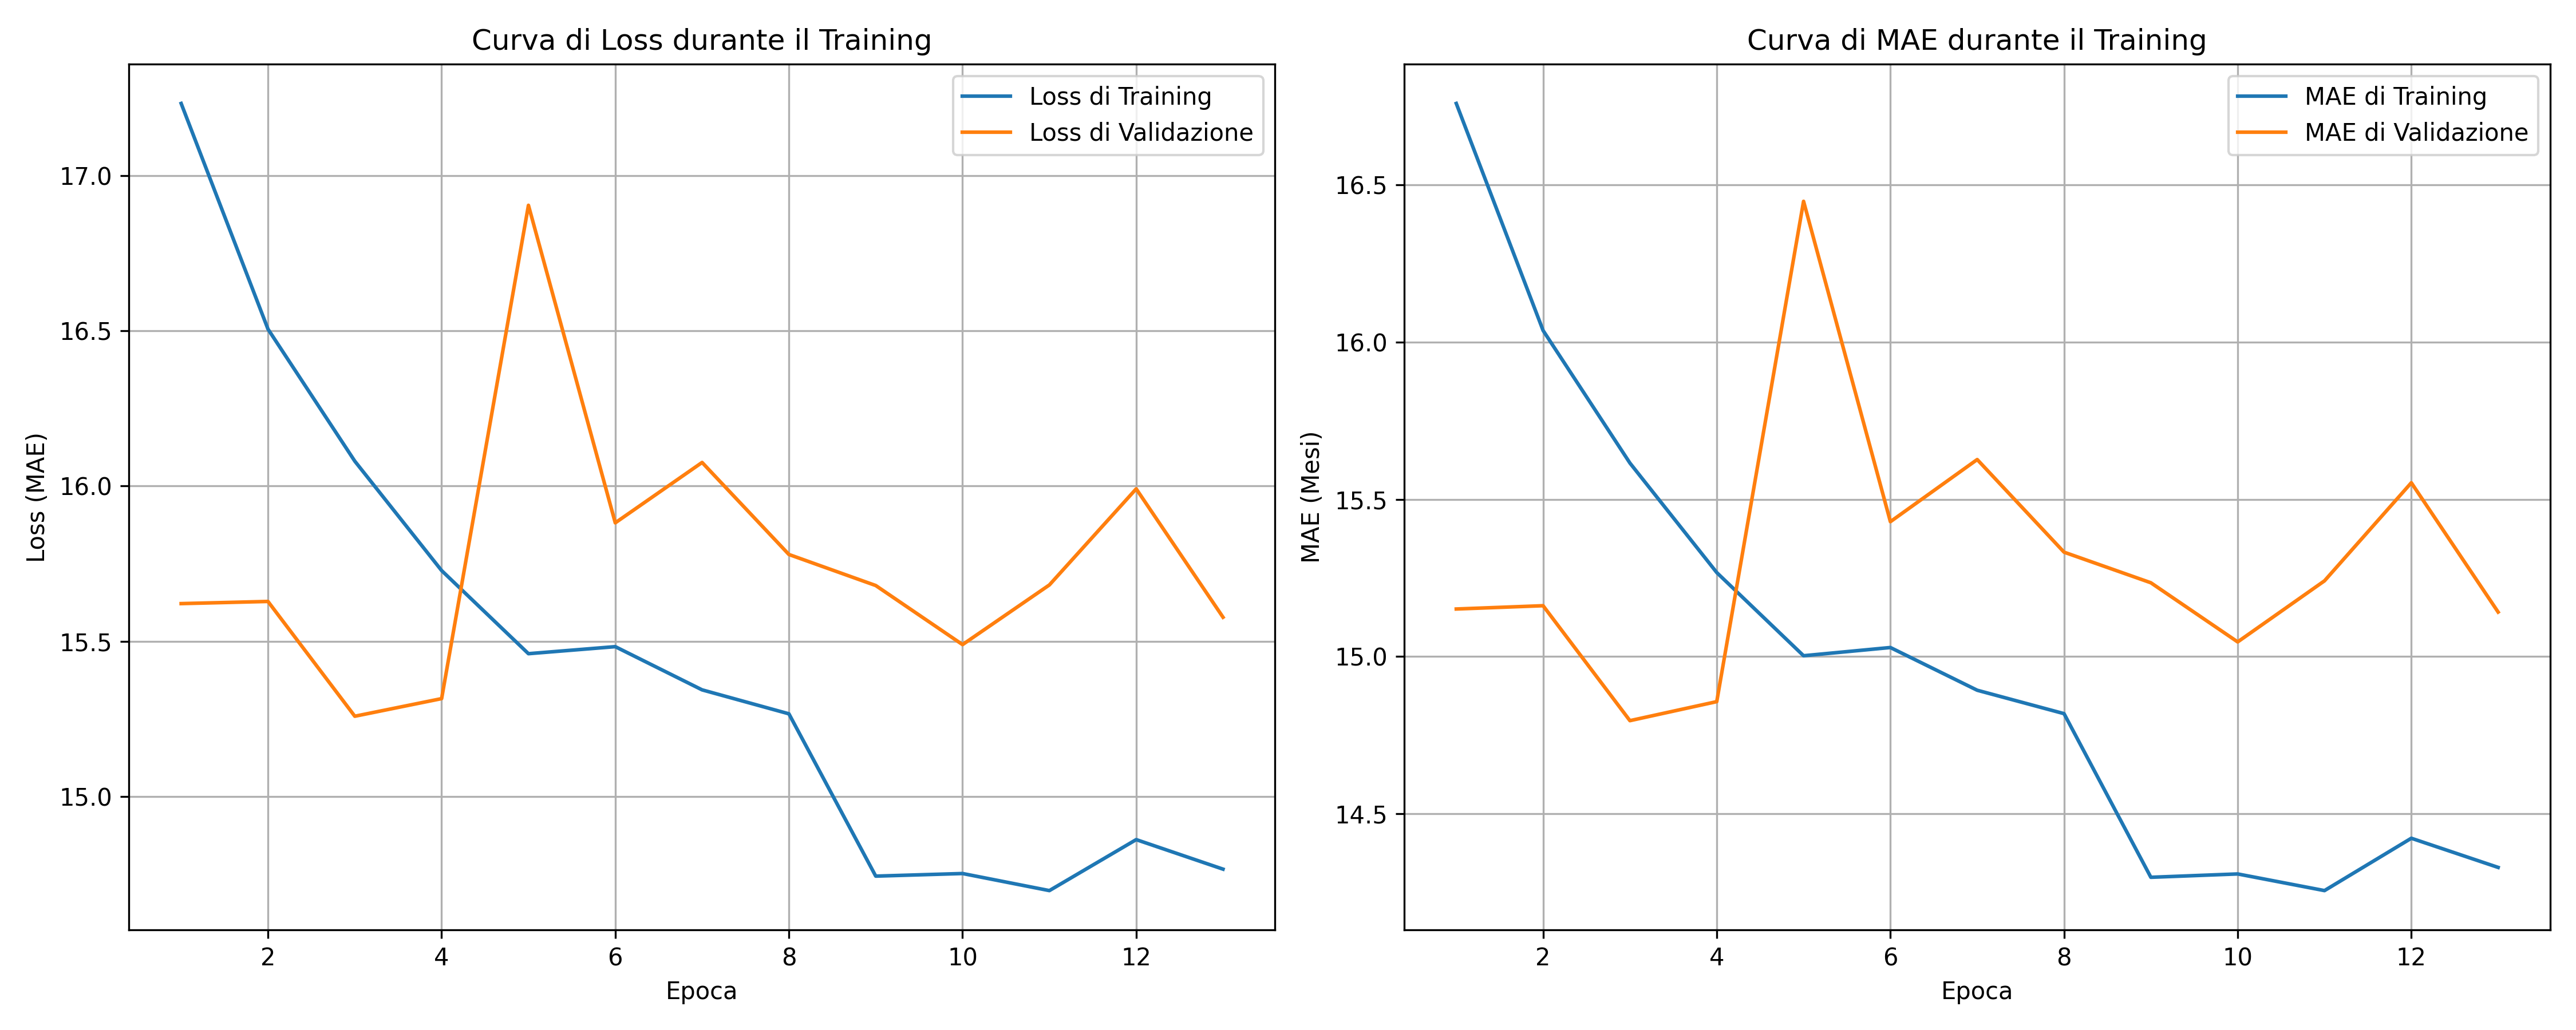 Curva di Loss durante il Training
Loss di Training
Loss di Validazione
17.0
16.5
16.0
15.5
15.0
Loss (MAE)
2 4 6 8 10 12
Epoca
Curva di MAE durante il Training
MAE di Training
MAE di Validazione
16.5
16.0
15.5
15.0
14.5
MAE (Mesi)
2 4 6 8 10 12
Epoca